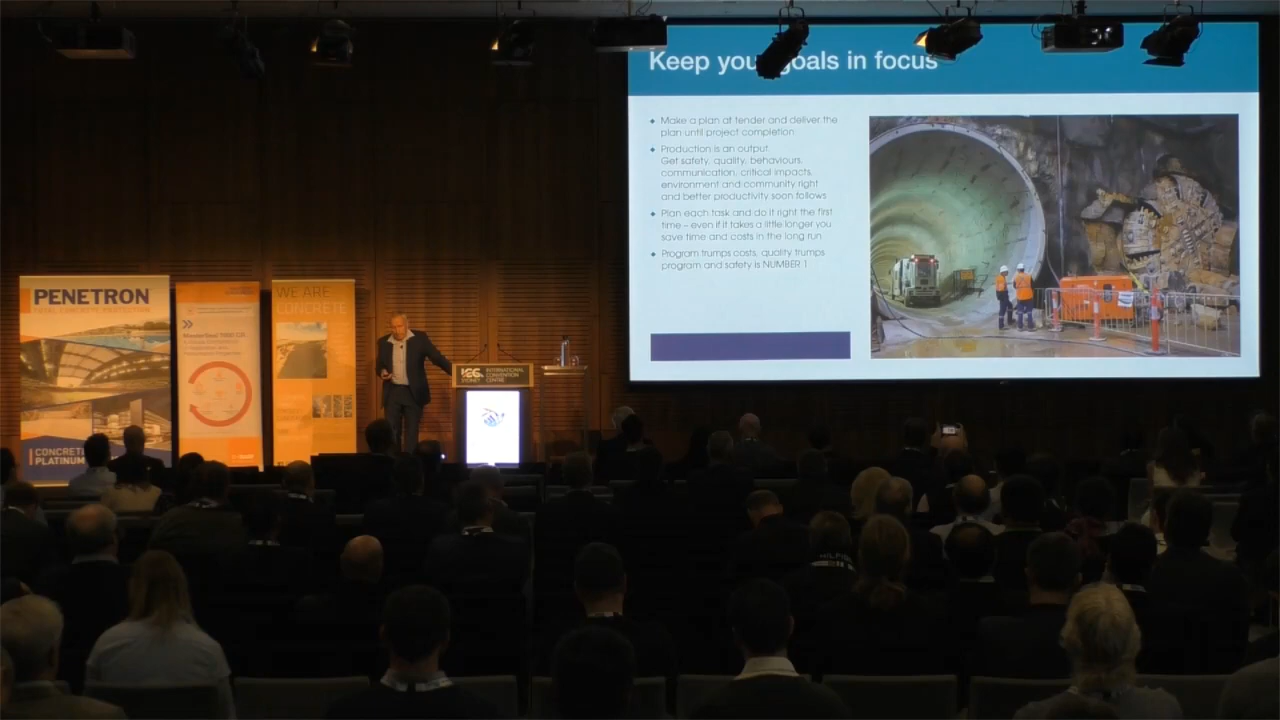 Keep your goals in focus
Make a plan at tender and deliver the
plan until project completion
Production is an output.
Get safety, quality, behaviours,
communication, critical impacts,
environment and community right
and better productivity soon follows
Plan each task and do it right the first
time – even if it takes a little longer you
save time and costs in the long run
Program trumps costs, quality trumps
program and safety is NUMBER 1
PENETRON
TOTAL CONCRETE PROTECTION
CONCRETE
PLATINUM
WE ARE
CONCRETE
ICC
SYDNEY
INTERNATIONAL
CONVENTION
CENTRE
HILFIG